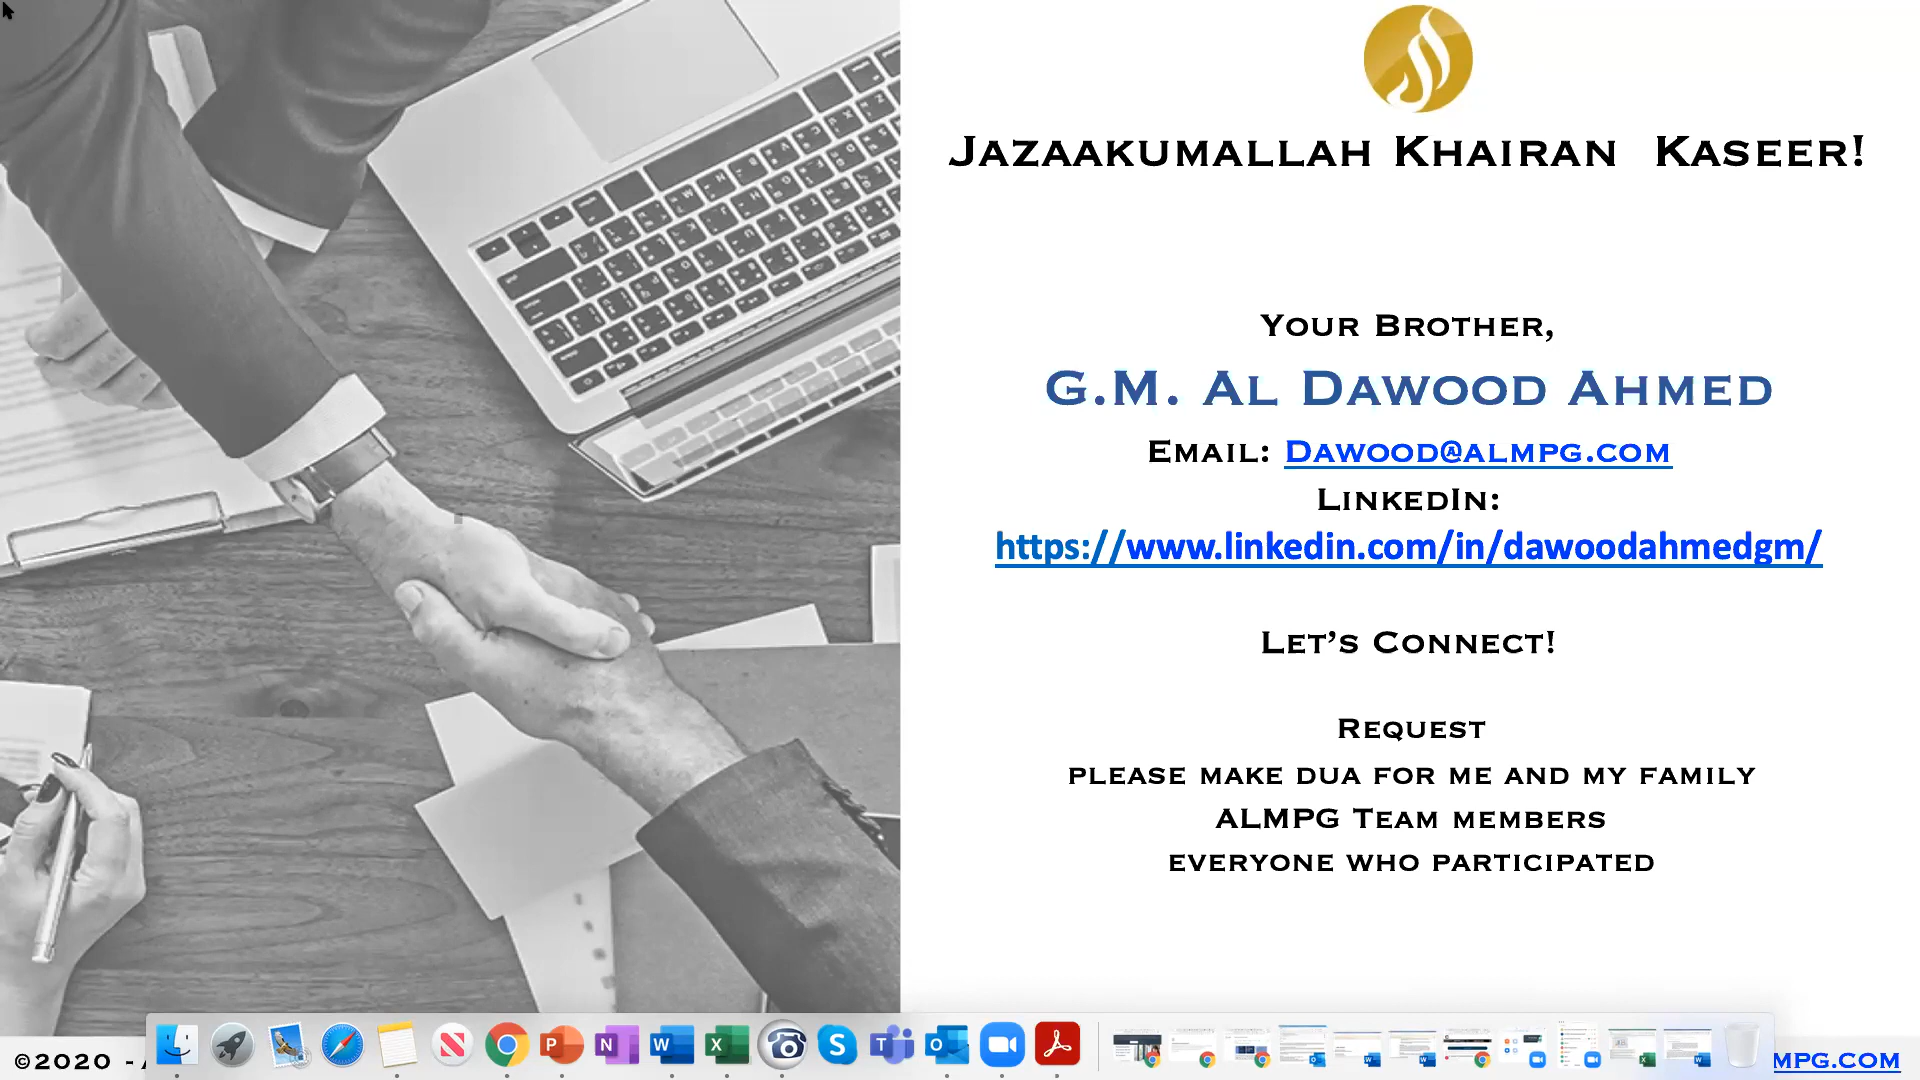 Jazaakumallah Khairan Kaseer!
Your Brother,
G.M. Al Dawood Ahmed
Email: Dawood@almpg.com
LinkedIn:
https://www.linkedin.com/in/dawoodahmedgm/
Let's Connect!
Request
please make dua for me and my family
ALMPG Team members
everyone who participated
©2020 -
MPG.COM